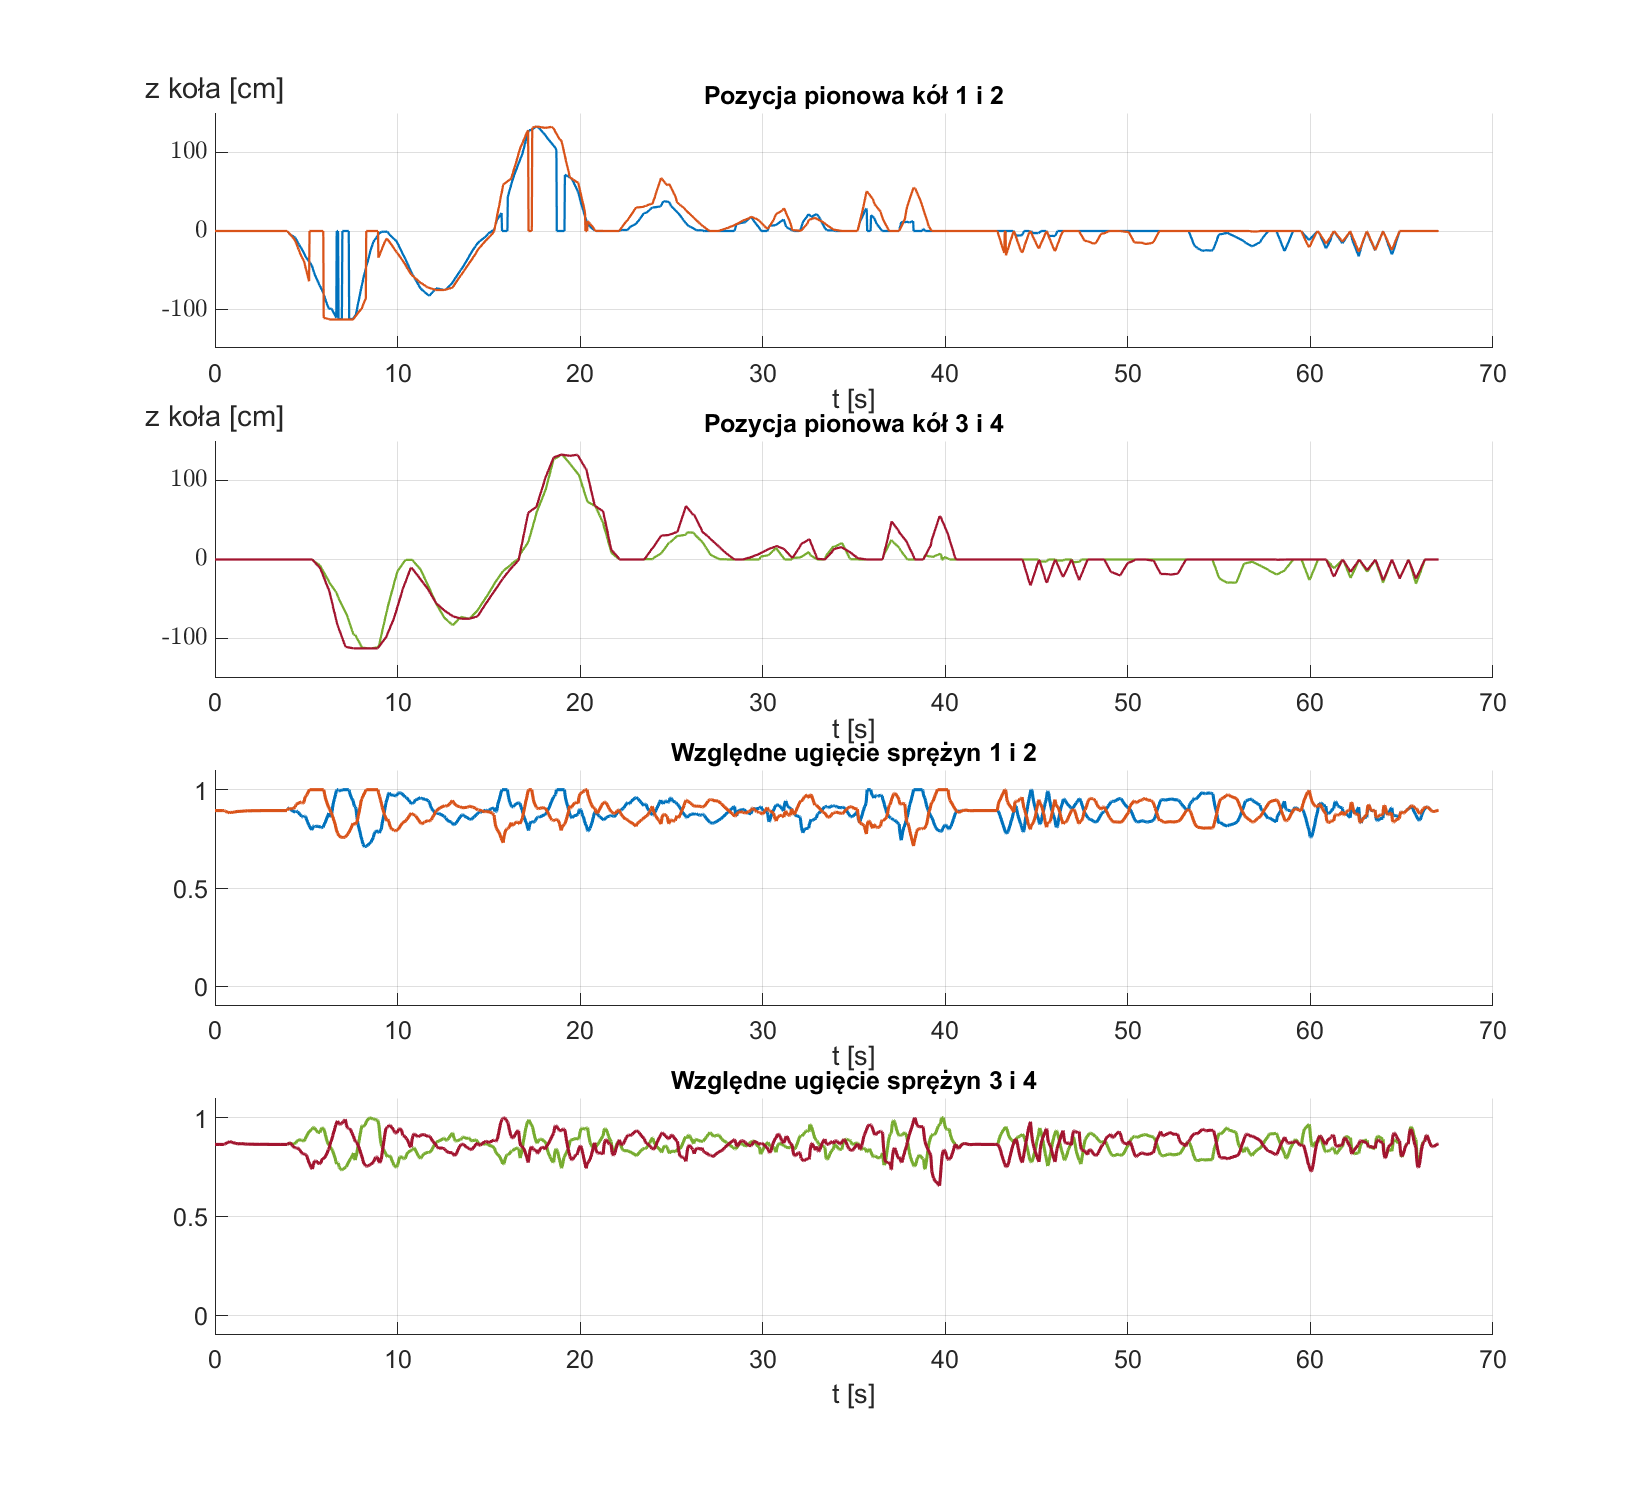 z koła [cm]
Pozycja pionowa kół 1 i 2
100
0
-100
0 10 20 30 40 50 60 70
t [s]
z koła [cm]
Pozycja pionowa kół 3 i 4
100
0
-100
0 10 20 30 40 50 60 70
t [s]
Względne ugięcie sprężyn 1 i 2
1
0.5
0
0 10 20 30 40 50 60 70
t [s]
Względne ugięcie sprężyn 3 i 4
1
0.5
0
0 10 20 30 40 50 60 70
t [s]